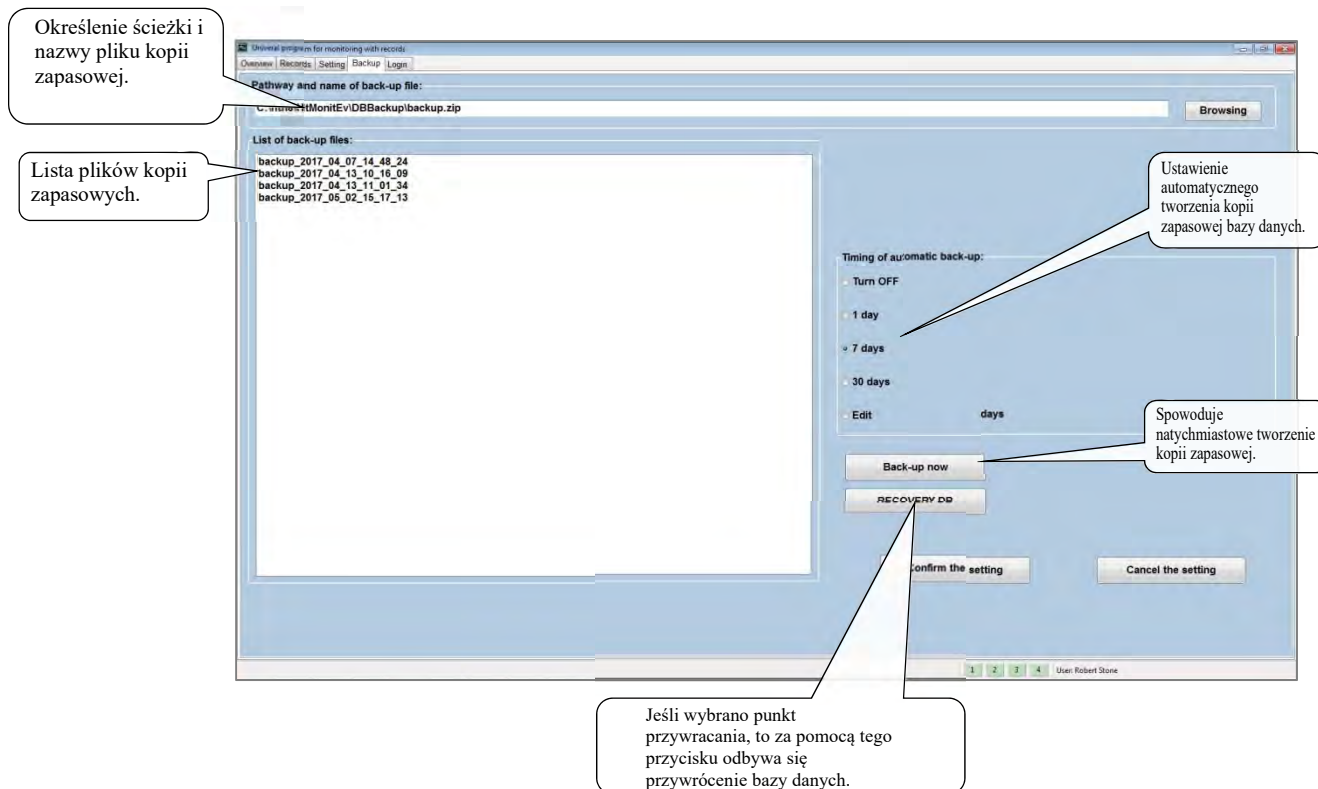 Określenie ścieżki i
nazwy pliku kopii
zapasowej.
Univerzal program for monitoring with records
Overview Records Setting Backup Login
Pathway and name of back-up file:
\DBBackup\backup.zip
Browsing
List of back-up files:
backup_2017_04_07_14_48_24
backup_2017_04_13_10_16_09
backup_2017_04_13_11_01_34
backup_2017_05_02_15_17_13
Lista plików kopii
zapasowych.
Ustawienie
automatycznego
tworzenia kopii
zapasowej bazy danych.
Timing of automatic back-up:
Turn OFF
1 day
7 days
30 days
Edit days
Spowoduje
natychmiastowe tworzenie
kopii zapasowej.
Back-up now
RECOVERY DB
Confirm the setting
Cancel the setting
1 2 3 4 User: Robert Stone
Jeśli wybrano punkt
przywracania, to za pomocą tego
przycisku odbywa się
przywrócenie bazy danych.